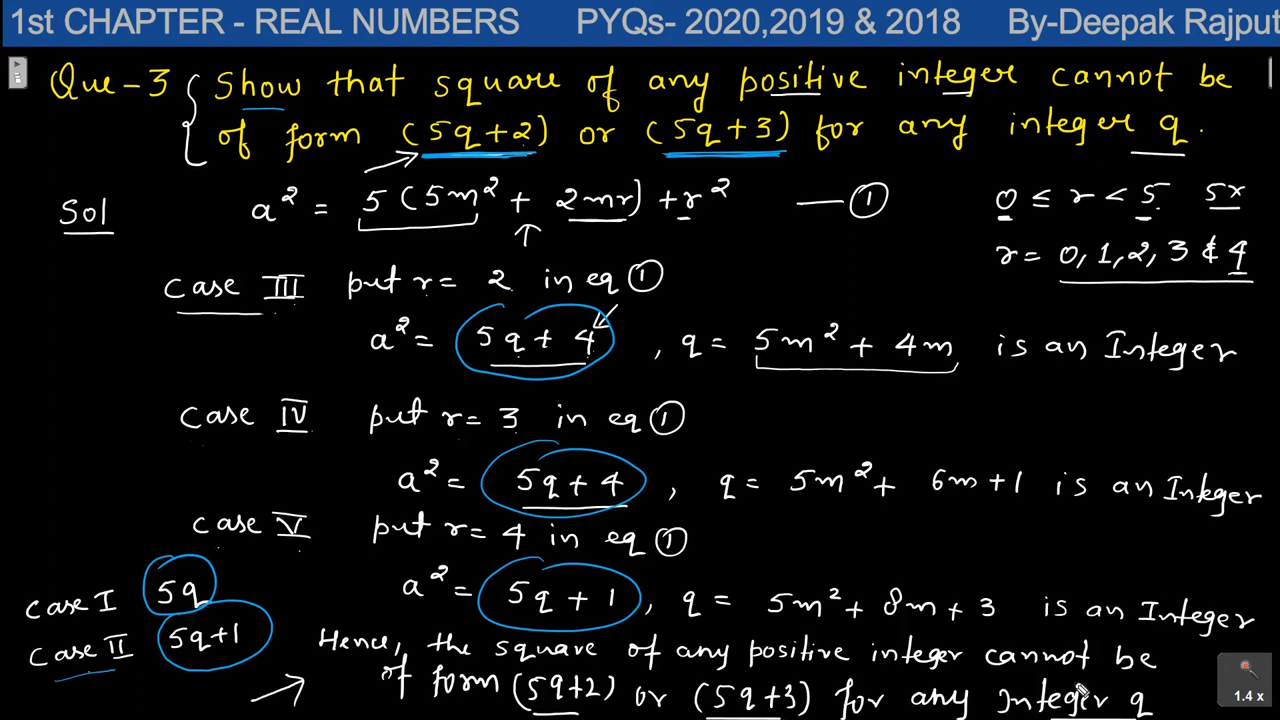 1st CHAPTER - REAL NUMBERS PYQs- 2020,2019 & 2018 By-Deepak Rajput
Que-3 Show that square of any positive integer cannot be
of form (5q+2) or (5q+3) for any integer q.
Sol a² = 5(5m² + 2mr) + r² —①
0 ≤ r < 5 5x
r = 0, 1, 2, 3 & 4
Case III put r = 2 in eq ①
a² = 5q + 4, q = 5m² + 4m is an Integer
Case IV put r = 3 in eq ①
a² = 5q + 4, q = 5m² + 6m + 1 is an Integer
Case V put r = 4 in eq ①
a² = 5q + 1, q = 5m² + 8m + 3 is an Integer
Case I 5q
Case II 5q+1
Hence, the square of any positive integer cannot be
of form (5q+2) or (5q+3) for any Integer q
1.4 x